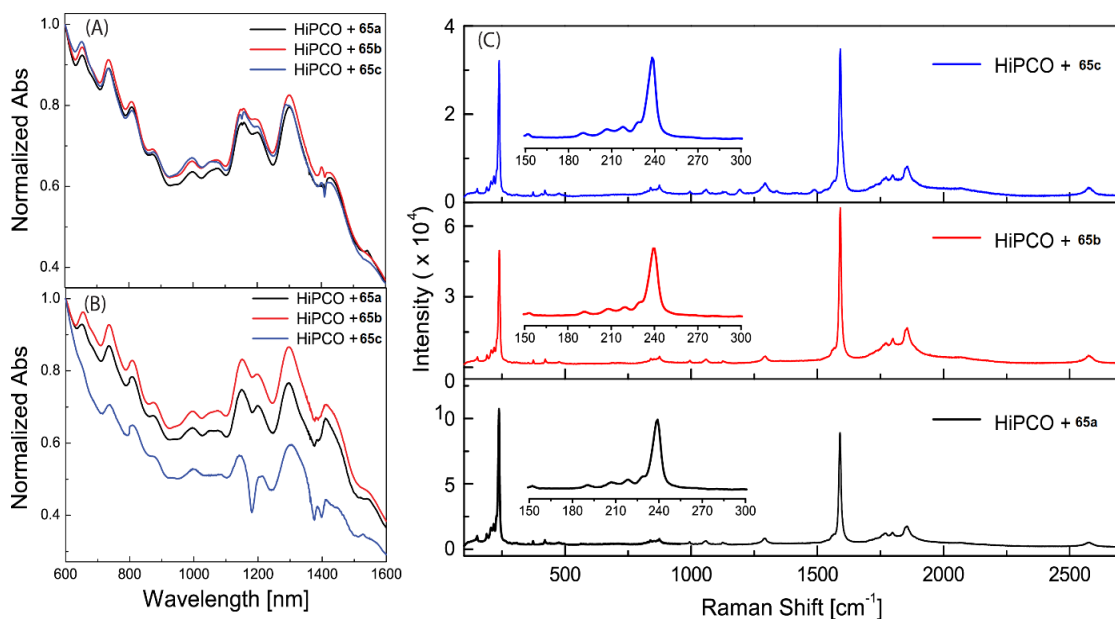 (A)
HiPCO + 65a
HiPCO + 65b
HiPCO + 65c
1.0
0.8
0.6
0.4
Normalized Abs
(B)
HiPCO + 65a
HiPCO + 65b
HiPCO + 65c
1.0
0.8
0.6
0.4
Normalized Abs
600 800 1000 1200 1400 1600
Wavelength [nm]
(C)
HiPCO + 65c
4
2
0
150 180 210 240 270 300
HiPCO + 65b
6
3
0
150 180 210 240 270 300
HiPCO + 65a
10
5
0
150 180 210 240 270 300
Intensity ( x 10⁴)
500 1000 1500 2000 2500
Raman Shift [cm⁻¹]